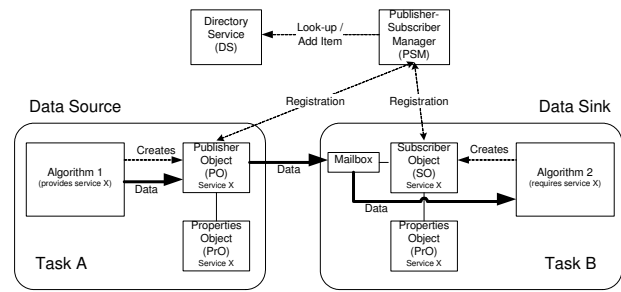 Directory
Service
(DS)
Look-up /
Add Item
Publisher-
Subscriber
Manager
(PSM)
Registration
Registration
Data Source
Data Sink
Algorithm 1
(provides service X)
Creates
Data
Publisher
Object
(PO)
Service X
Data
Mailbox
Subscriber
Object
(SO)
Service X
Creates
Algorithm 2
(requires service X)
Data
Properties
Object
(PrO)
Service X
Properties
Object
(PrO)
Service X
Task A
Task B